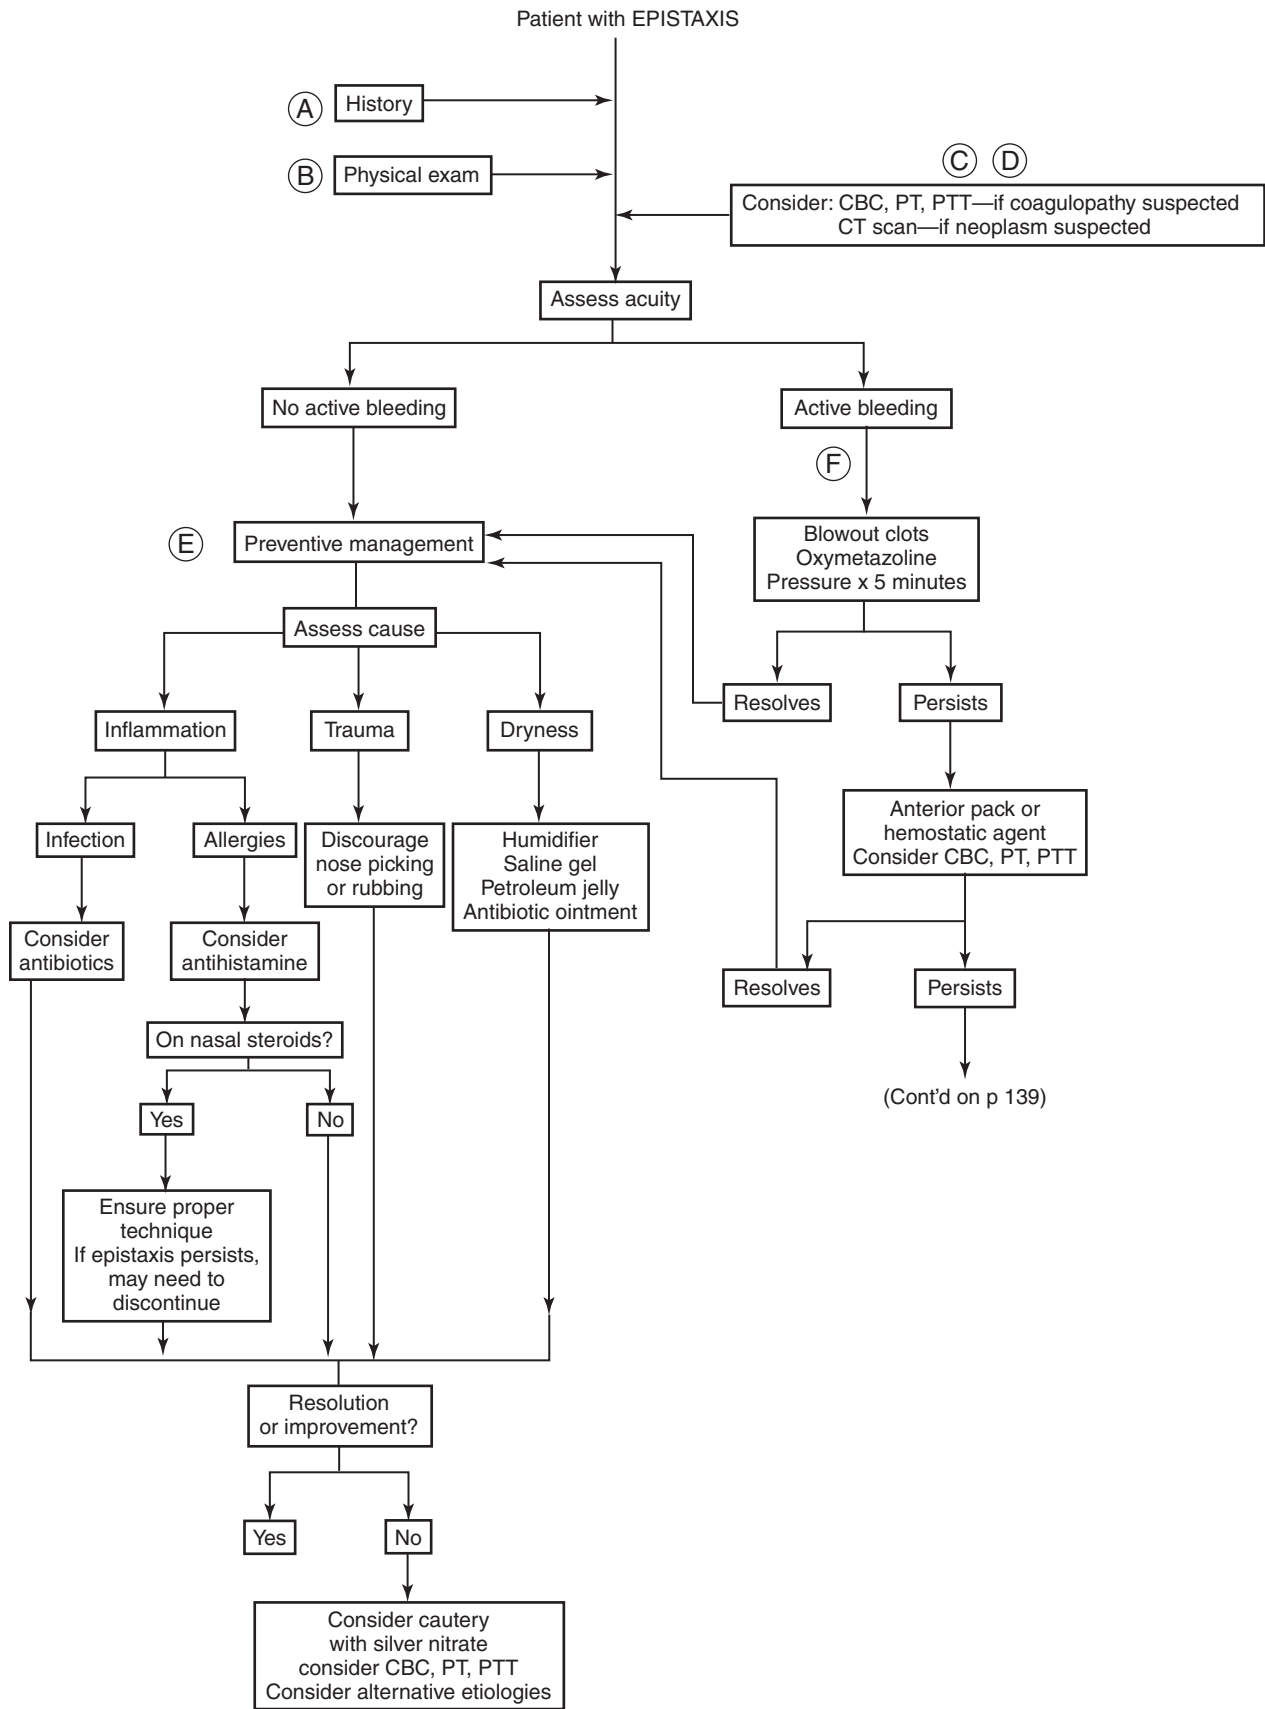 Patient with EPISTAXIS
A
History
B
Physical exam
C D
Consider: CBC, PT, PTT—if coagulopathy suspected
CT scan—if neoplasm suspected
Assess acuity
No active bleeding
Active bleeding
F
E
Preventive management
Blowout clots
Oxymetazoline
Pressure x 5 minutes
Assess cause
Resolves
Persists
Inflammation
Trauma
Dryness
Infection
Allergies
Discourage
nose picking
or rubbing
Humidifier
Saline gel
Petroleum jelly
Antibiotic ointment
Anterior pack or
hemostatic agent
Consider CBC, PT, PTT
Consider
antibiotics
Consider
antihistamine
Resolves
Persists
On nasal steroids?
(Cont’d on p 139)
Yes
No
Ensure proper
technique
If epistaxis persists,
may need to
discontinue
Resolution
or improvement?
Yes
No
Consider cautery
with silver nitrate
consider CBC, PT, PTT
Consider alternative etiologies